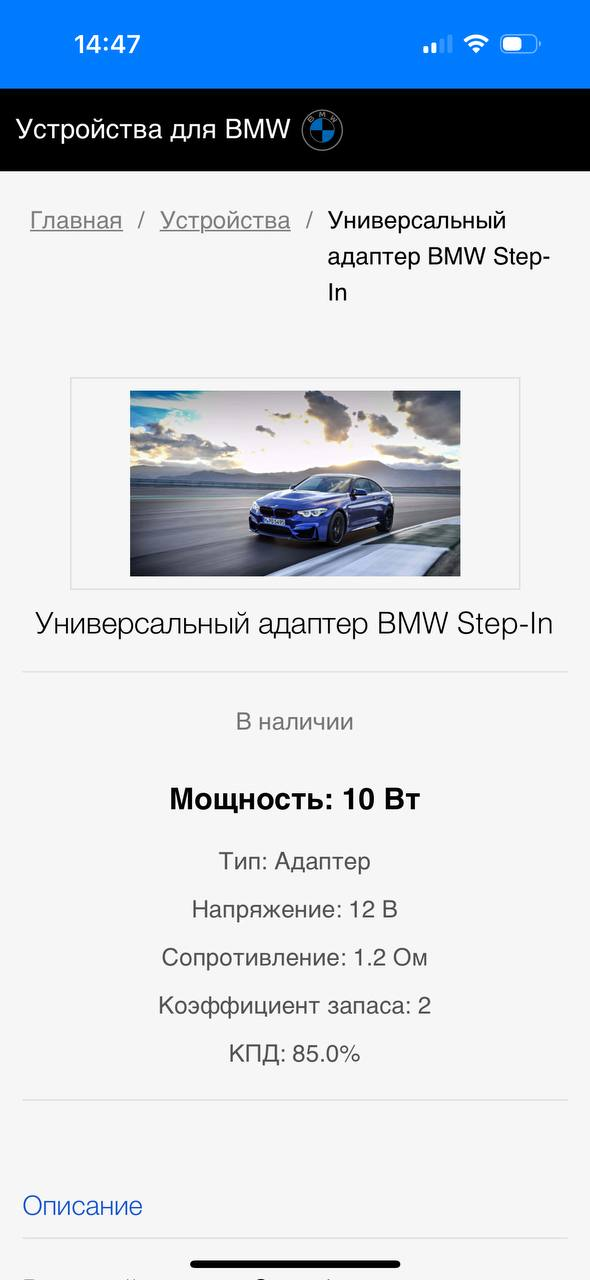 14:47
Устройства для BMW
Главная / Устройства / Универсальный
адаптер BMW Step-
In
Универсальный адаптер BMW Step-In
В наличии
Мощность: 10 Вт
Тип: Адаптер
Напряжение: 12 В
Сопротивление: 1.2 Ом
Коэффициент запаса: 2
КПД: 85.0%
Описание